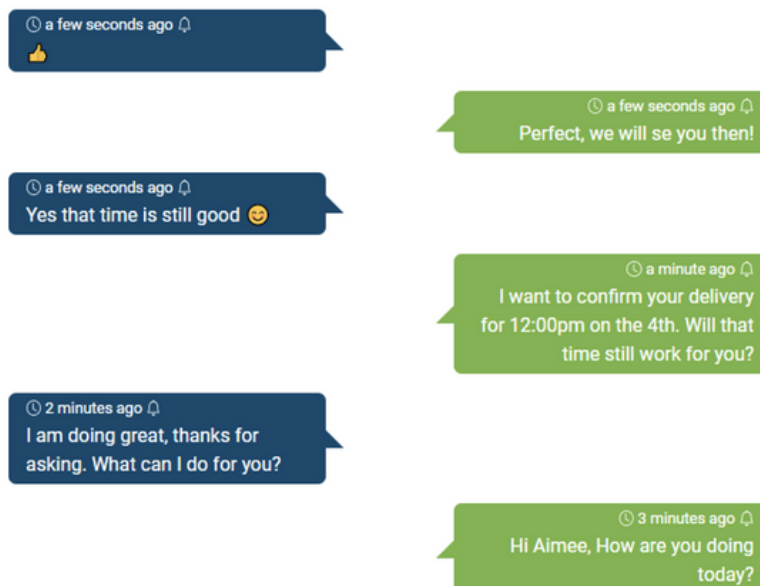 a few seconds ago
👍
a few seconds ago
Perfect, we will se you then!
a few seconds ago
Yes that time is still good 😊
a minute ago
I want to confirm your delivery
for 12:00pm on the 4th. Will that
time still work for you?
2 minutes ago
I am doing great, thanks for
asking. What can I do for you?
3 minutes ago
Hi Aimee, How are you doing
today?